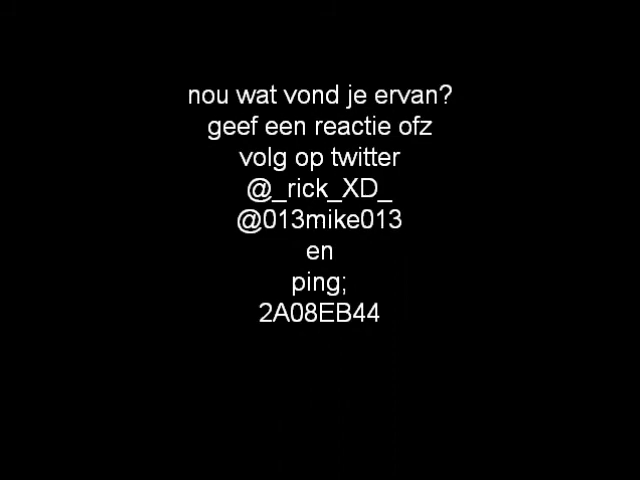 nou wat vond je ervan?
geef een reactie ofz
volg op twitter
@_rick_XD_
@013mike013
en
ping;
2A08EB44